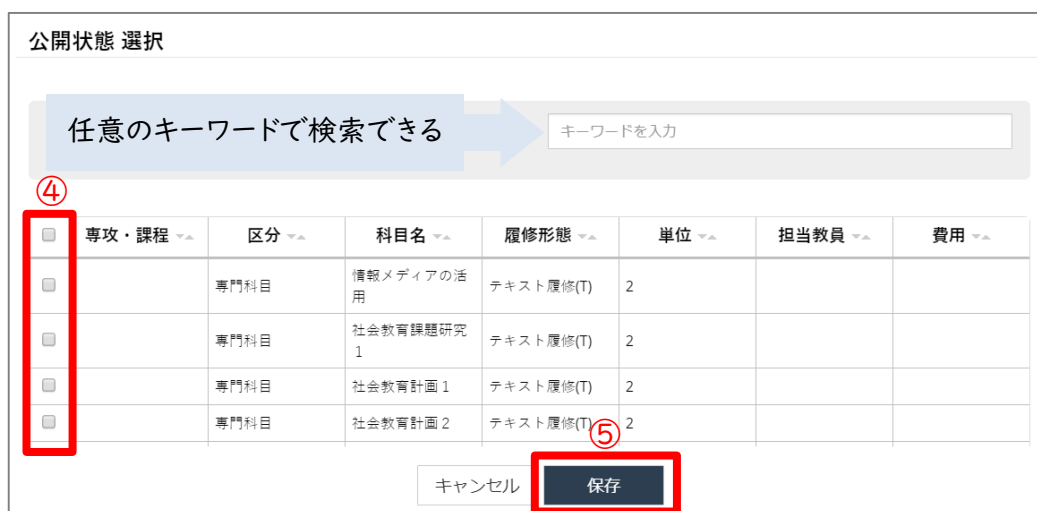 公開状態 選択
任意のキーワードで検索できる
キーワードを入力
④
専攻・課程 区分 科目名 履修形態 単位 担当教員 費用
専門科目 情報メディアの活用 テキスト履修(T) 2
専門科目 社会教育課題研究1 テキスト履修(T) 2
専門科目 社会教育計画1 テキスト履修(T) 2
専門科目 社会教育計画2 テキスト履修(T) 2
⑤
キャンセル 保存